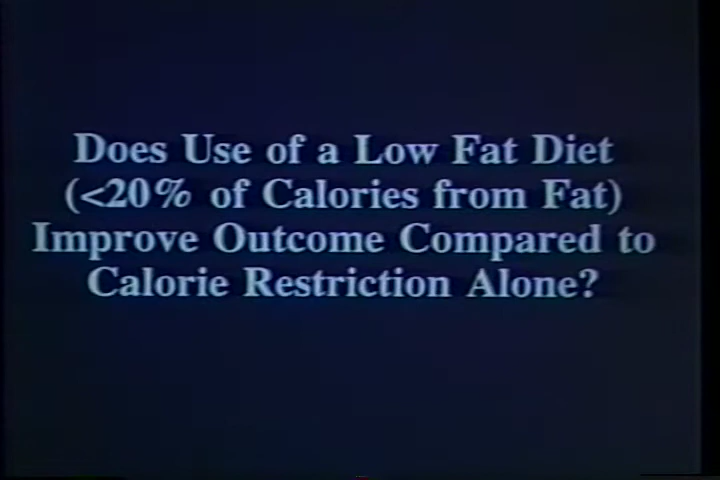 Does Use of a Low Fat Diet
(<20% of Calories from Fat)
Improve Outcome Compared to
Calorie Restriction Alone?